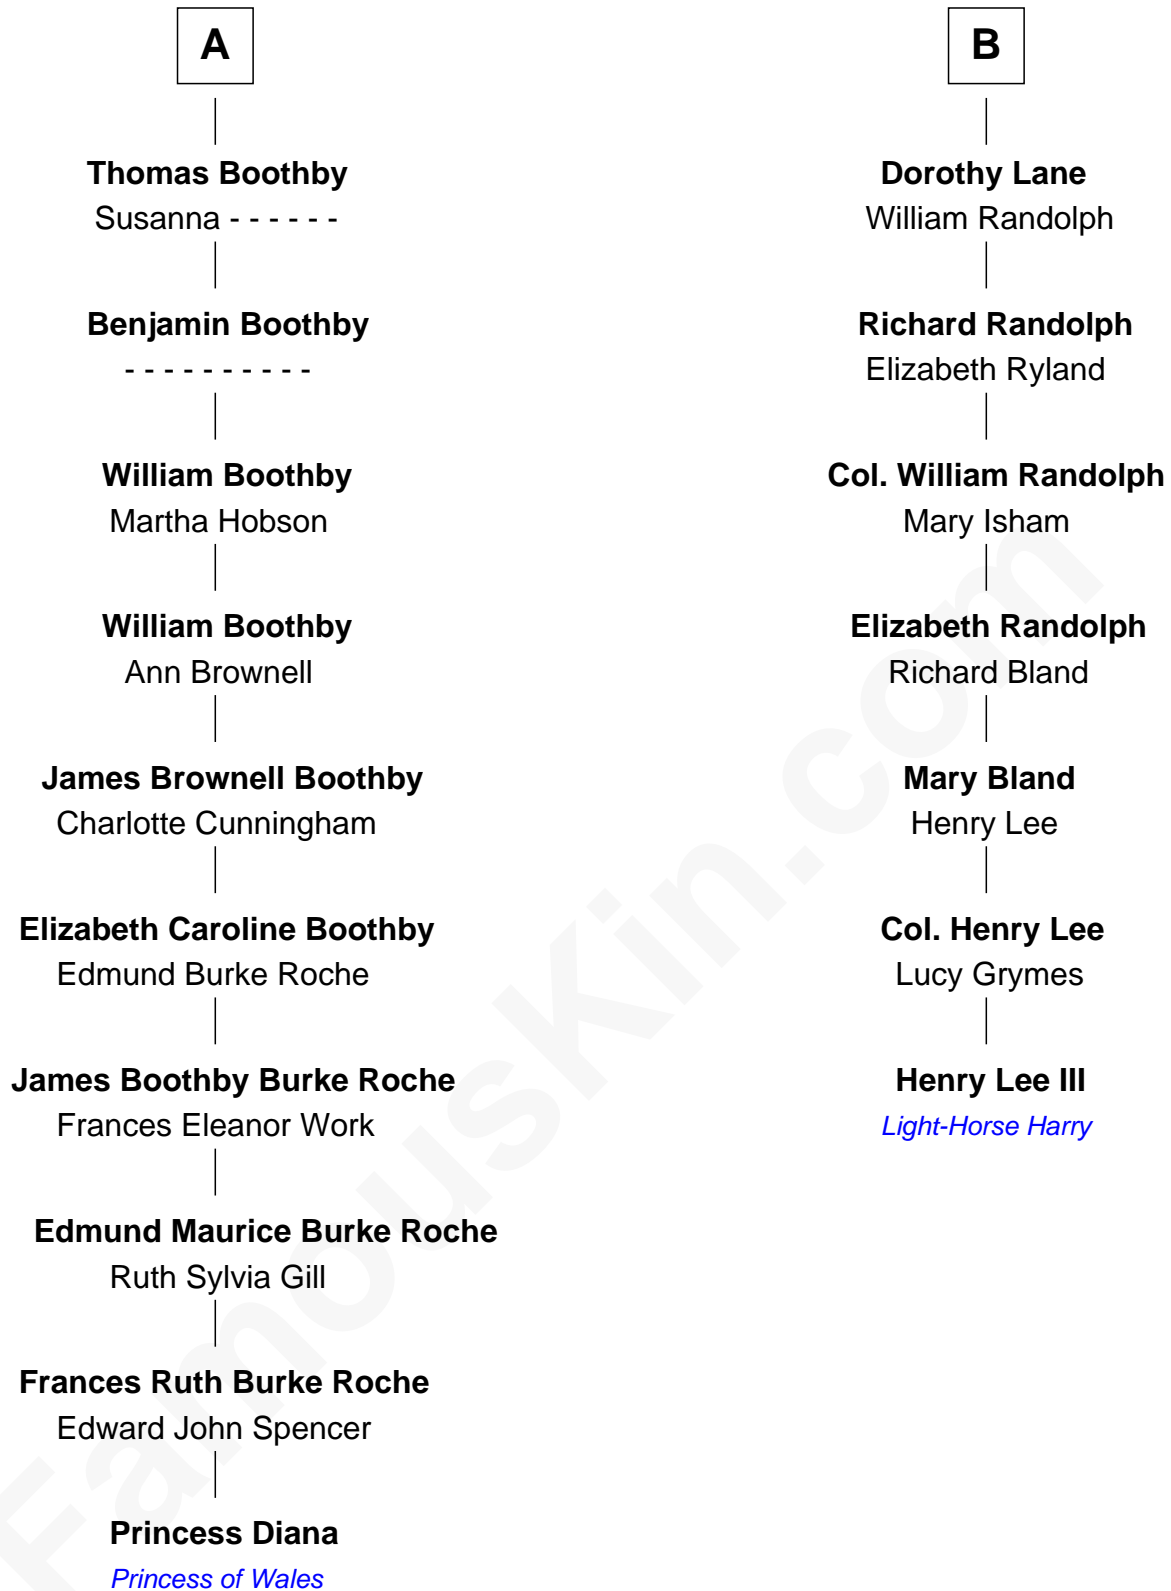 A
Thomas Boothby
Susanna - - - - - -
Benjamin Boothby
- - - - - - - - - -
William Boothby
Martha Hobson
William Boothby
Ann Brownell
James Brownell Boothby
Charlotte Cunningham
Elizabeth Caroline Boothby
Edmund Burke Roche
James Boothby Burke Roche
Frances Eleanor Work
Edmund Maurice Burke Roche
Ruth Sylvia Gill
Frances Ruth Burke Roche
Edward John Spencer
Princess Diana
Princess of Wales
B
Dorothy Lane
William Randolph
Richard Randolph
Elizabeth Ryland
Col. William Randolph
Mary Isham
Elizabeth Randolph
Richard Bland
Mary Bland
Henry Lee
Col. Henry Lee
Lucy Grymes
Henry Lee III
Light-Horse Harry
FamousKin.com